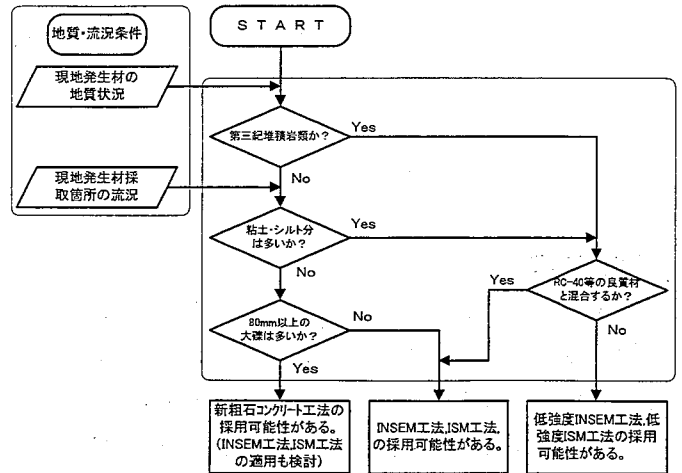 地質・流況条件
START
現地発生材の
地質状況
第三紀堆積岩類か?
Yes
No
現地発生材採
取箇所の流況
粘土・シルト分
は多いか?
Yes
No
RC-40等の良質材
と混合するか?
Yes
No
80mm以上の
大礫は多いか?
No
Yes
新粗石コンクリート工法の
採用可能性がある。
(INSEM工法,ISM工法
の適用も検討)
INSEM工法,ISM工法,
の採用可能性がある。
低強度INSEM工法,低
強度ISM工法の採用
可能性がある。